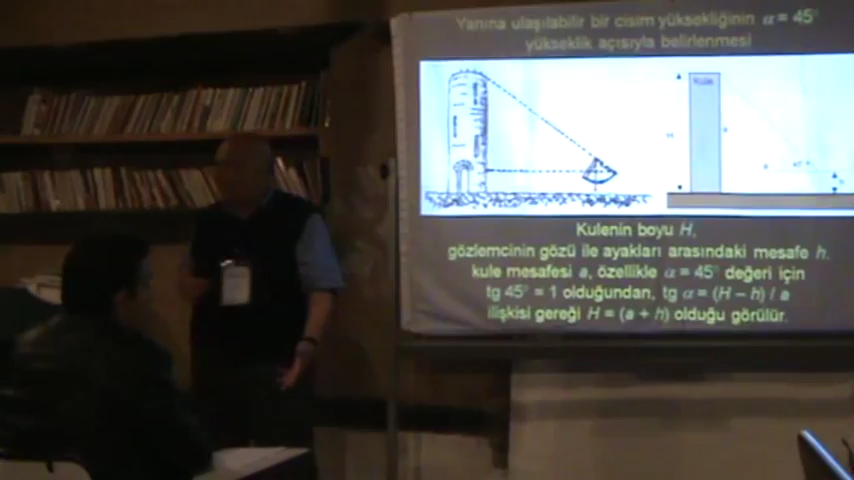 Yanına ulaşılabilir bir cisim yüksekliğinin α = 45°
yükseklik açısıyla belirlenmesi
Kulenin boyu H,
gözlemcinin gözü ile ayakları arasındaki mesafe h,
kule mesafesi a, özellikle α = 45° değeri için
tg 45° = 1 olduğundan, tg α = (H – h) / a
ilişkisi gereği H = (a + h) olduğu görülür.